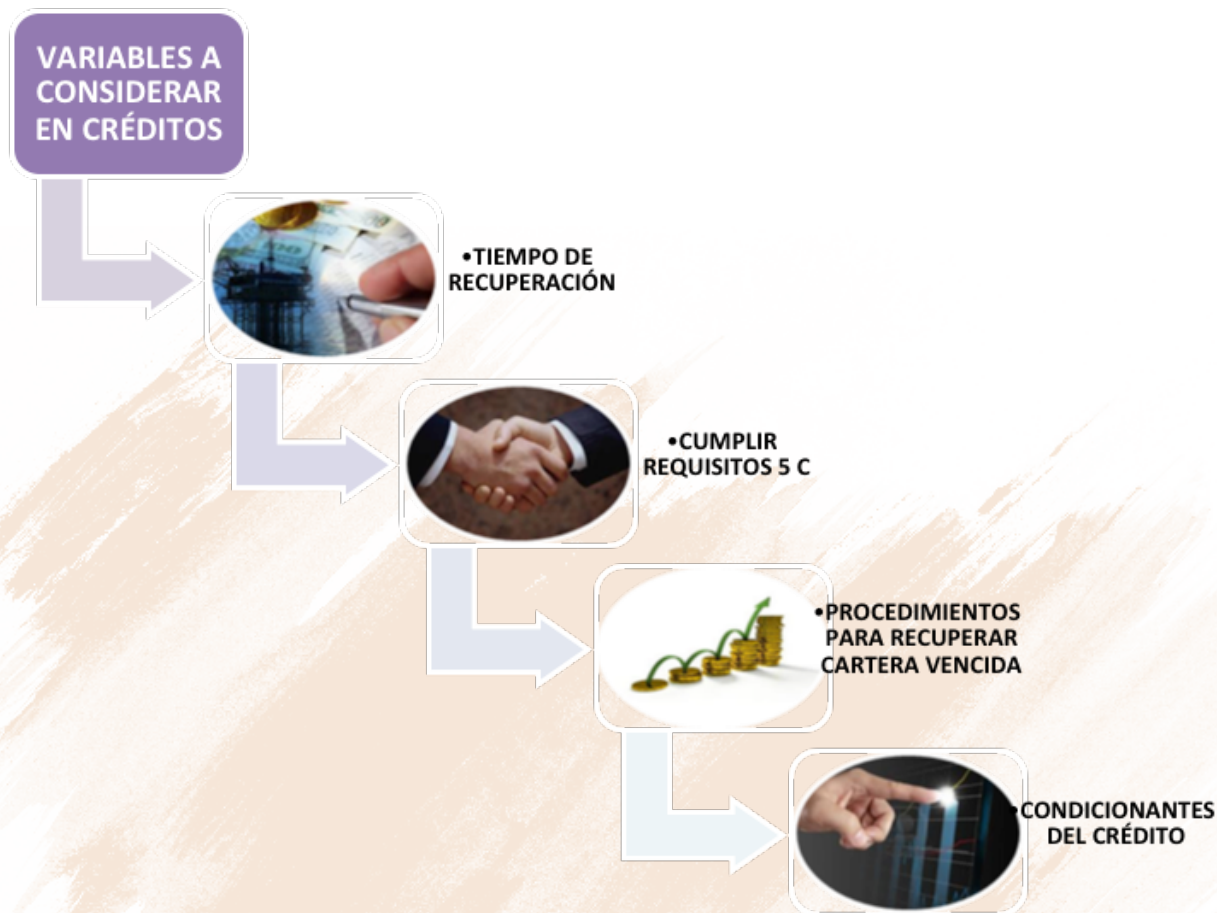 VARIABLES A
CONSIDERAR
EN CRÉDITOS
•TIEMPO DE
RECUPERACIÓN
•CUMPLIR
REQUISITOS 5 C
•PROCEDIMIENTOS
PARA RECUPERAR
CARTERA VENCIDA
•CONDICIONANTES
DEL CRÉDITO